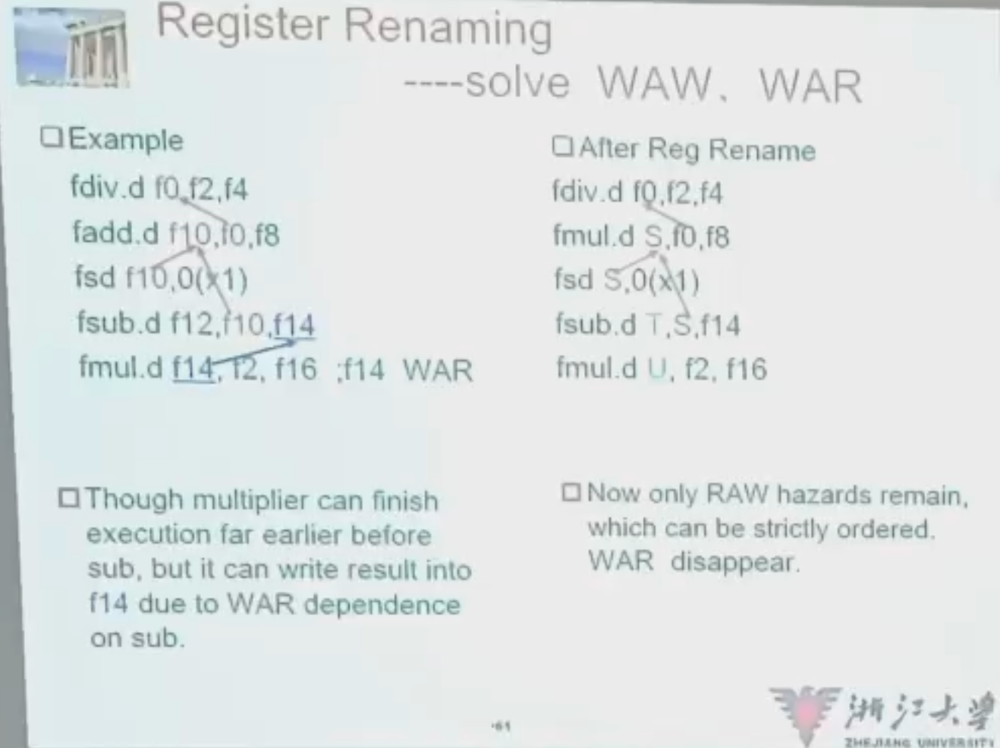 Register Renaming
----solve WAW、WAR
❑Example
fdiv.d f0,f2,f4
fadd.d f10,f0,f8
fsd f10,0(x1)
fsub.d f12,f10,f14
fmul.d f14, f2, f16 ;f14 WAR
❑Though multiplier can finish
execution far earlier before
sub, but it can write result into
f14 due to WAR dependence
on sub.
❑After Reg Rename
fdiv.d f0,f2,f4
fmul.d S,f0,f8
fsd S,0(x1)
fsub.d T,S,f14
fmul.d U, f2, f16
❑Now only RAW hazards remain,
which can be strictly ordered.
WAR disappear.
·61
浙江大学
ZHEJIANG UNIVERSITY